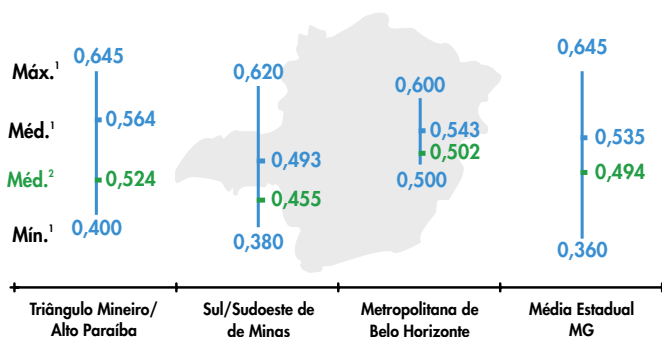 0,645
0,620
0,600
0,645
Máx.¹
Méd.¹
0,564
0,493
0,543
0,535
Méd.²
0,524
0,455
0,502
0,494
Mín.¹
0,400
0,380
0,500
0,360
Triângulo Mineiro/
Alto Paraíba
Sul/Sudoeste de
de Minas
Metropolitana de
Belo Horizonte
Média Estadual
MG